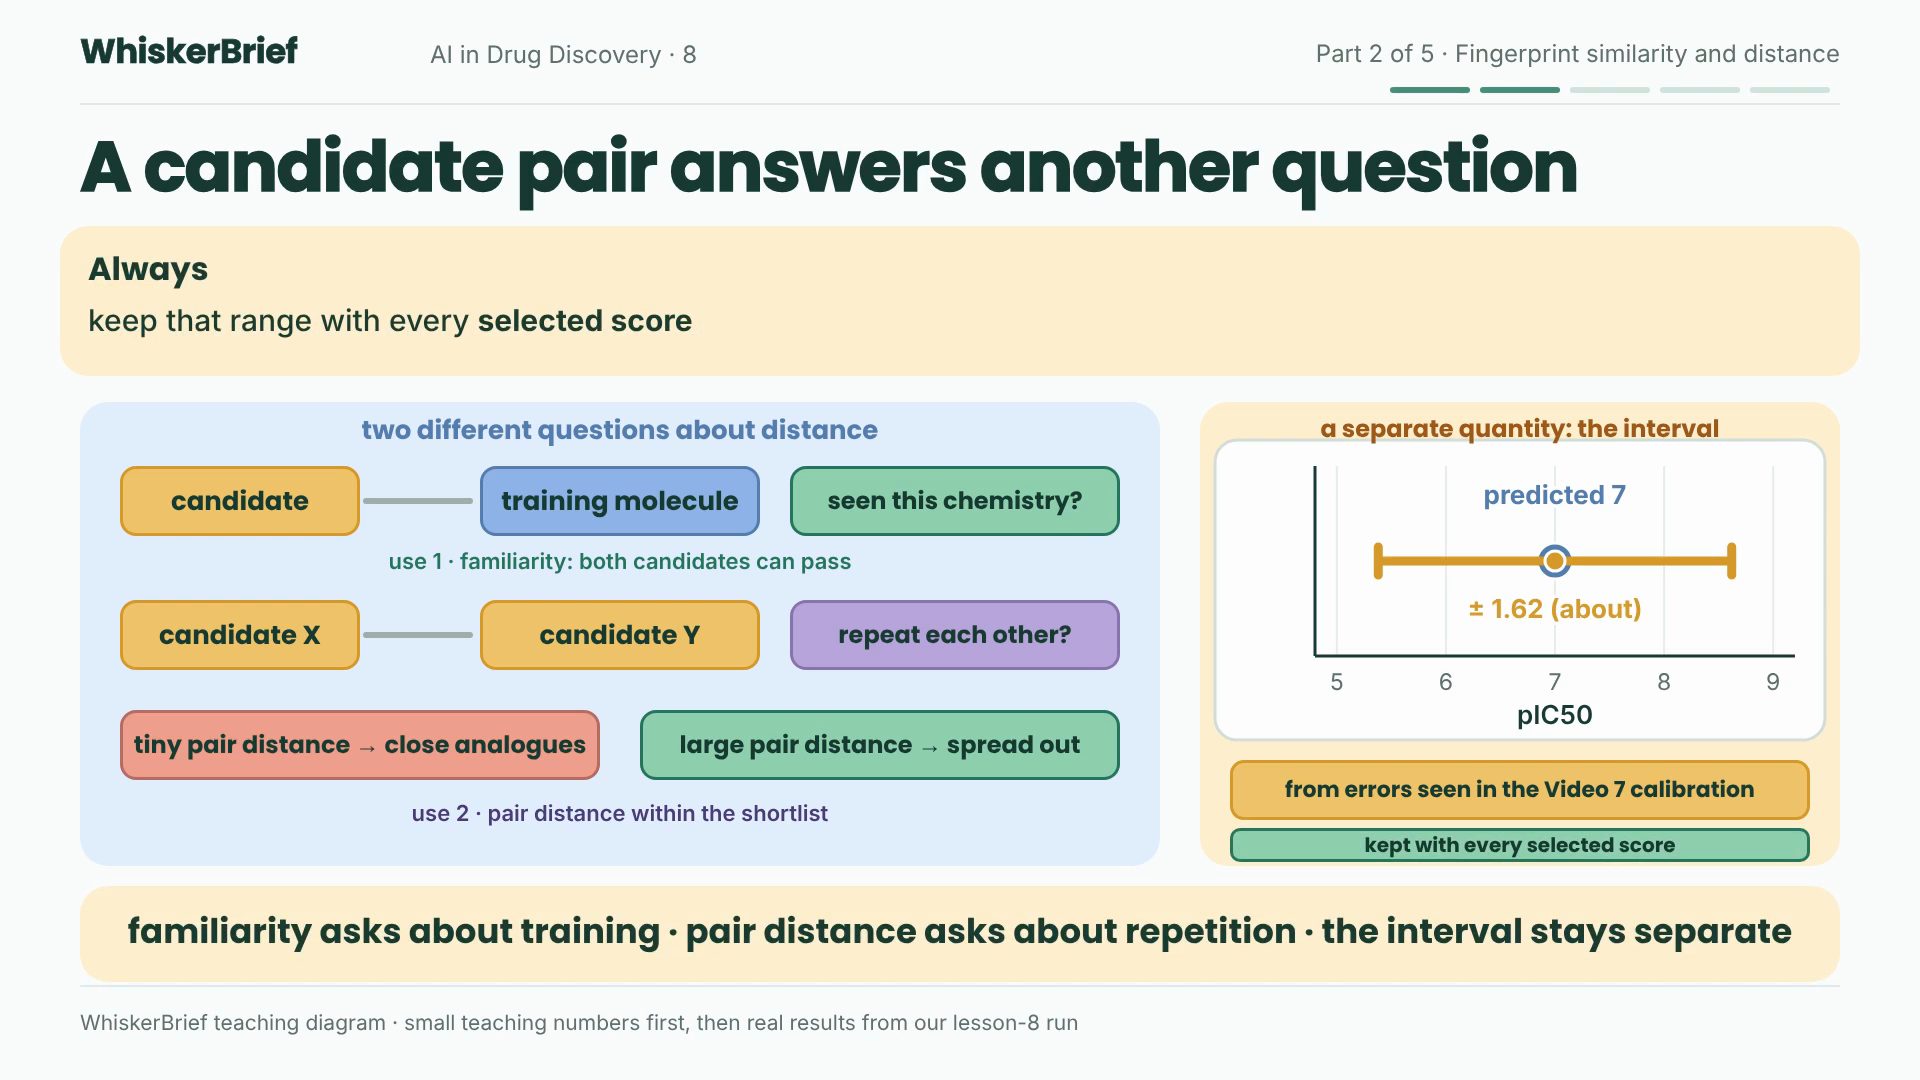 WhiskerBrief
AI in Drug Discovery · 8
Part 2 of 5 · Fingerprint similarity and distance
A candidate pair answers another question
Always
keep that range with every selected score
two different questions about distance
candidate
training molecule
seen this chemistry?
use 1 · familiarity: both candidates can pass
candidate X
candidate Y
repeat each other?
tiny pair distance → close analogues
large pair distance → spread out
use 2 · pair distance within the shortlist
a separate quantity: the interval
predicted 7
± 1.62 (about)
5 6 7 8 9
pIC50
from errors seen in the Video 7 calibration
kept with every selected score
familiarity asks about training · pair distance asks about repetition · the interval stays separate
WhiskerBrief teaching diagram · small teaching numbers first, then real results from our lesson-8 run